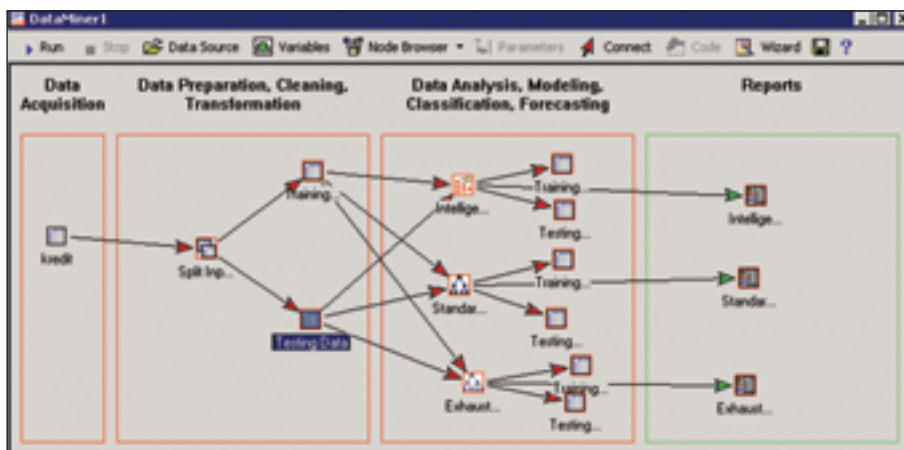 DataMiner1
Run Stop Data Source Variables Node Browser Parameters Connect Code Wizard ?
Data Acquisition
Data Preparation, Cleaning, Transformation
Data Analysis, Modeling, Classification, Forecasting
Reports
kredit
Split Inp...
Training...
Testing Data
Intellige...
Training...
Testing...
Standar...
Training...
Testing...
Exhaust...
Training...
Testing...
Intellige...
Standar...
Exhaust...